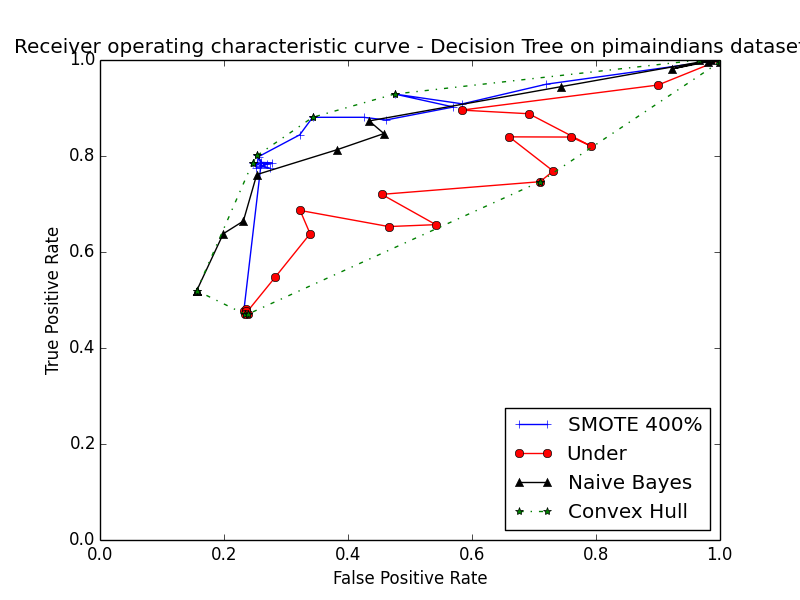 Receiver operating characteristic curve - Decision Tree on pimaindians dataset
1.0
0.8
0.6
0.4
0.2
0.0
True Positive Rate
SMOTE 400%
Under
Naive Bayes
Convex Hull
0.0 0.2 0.4 0.6 0.8 1.0
False Positive Rate